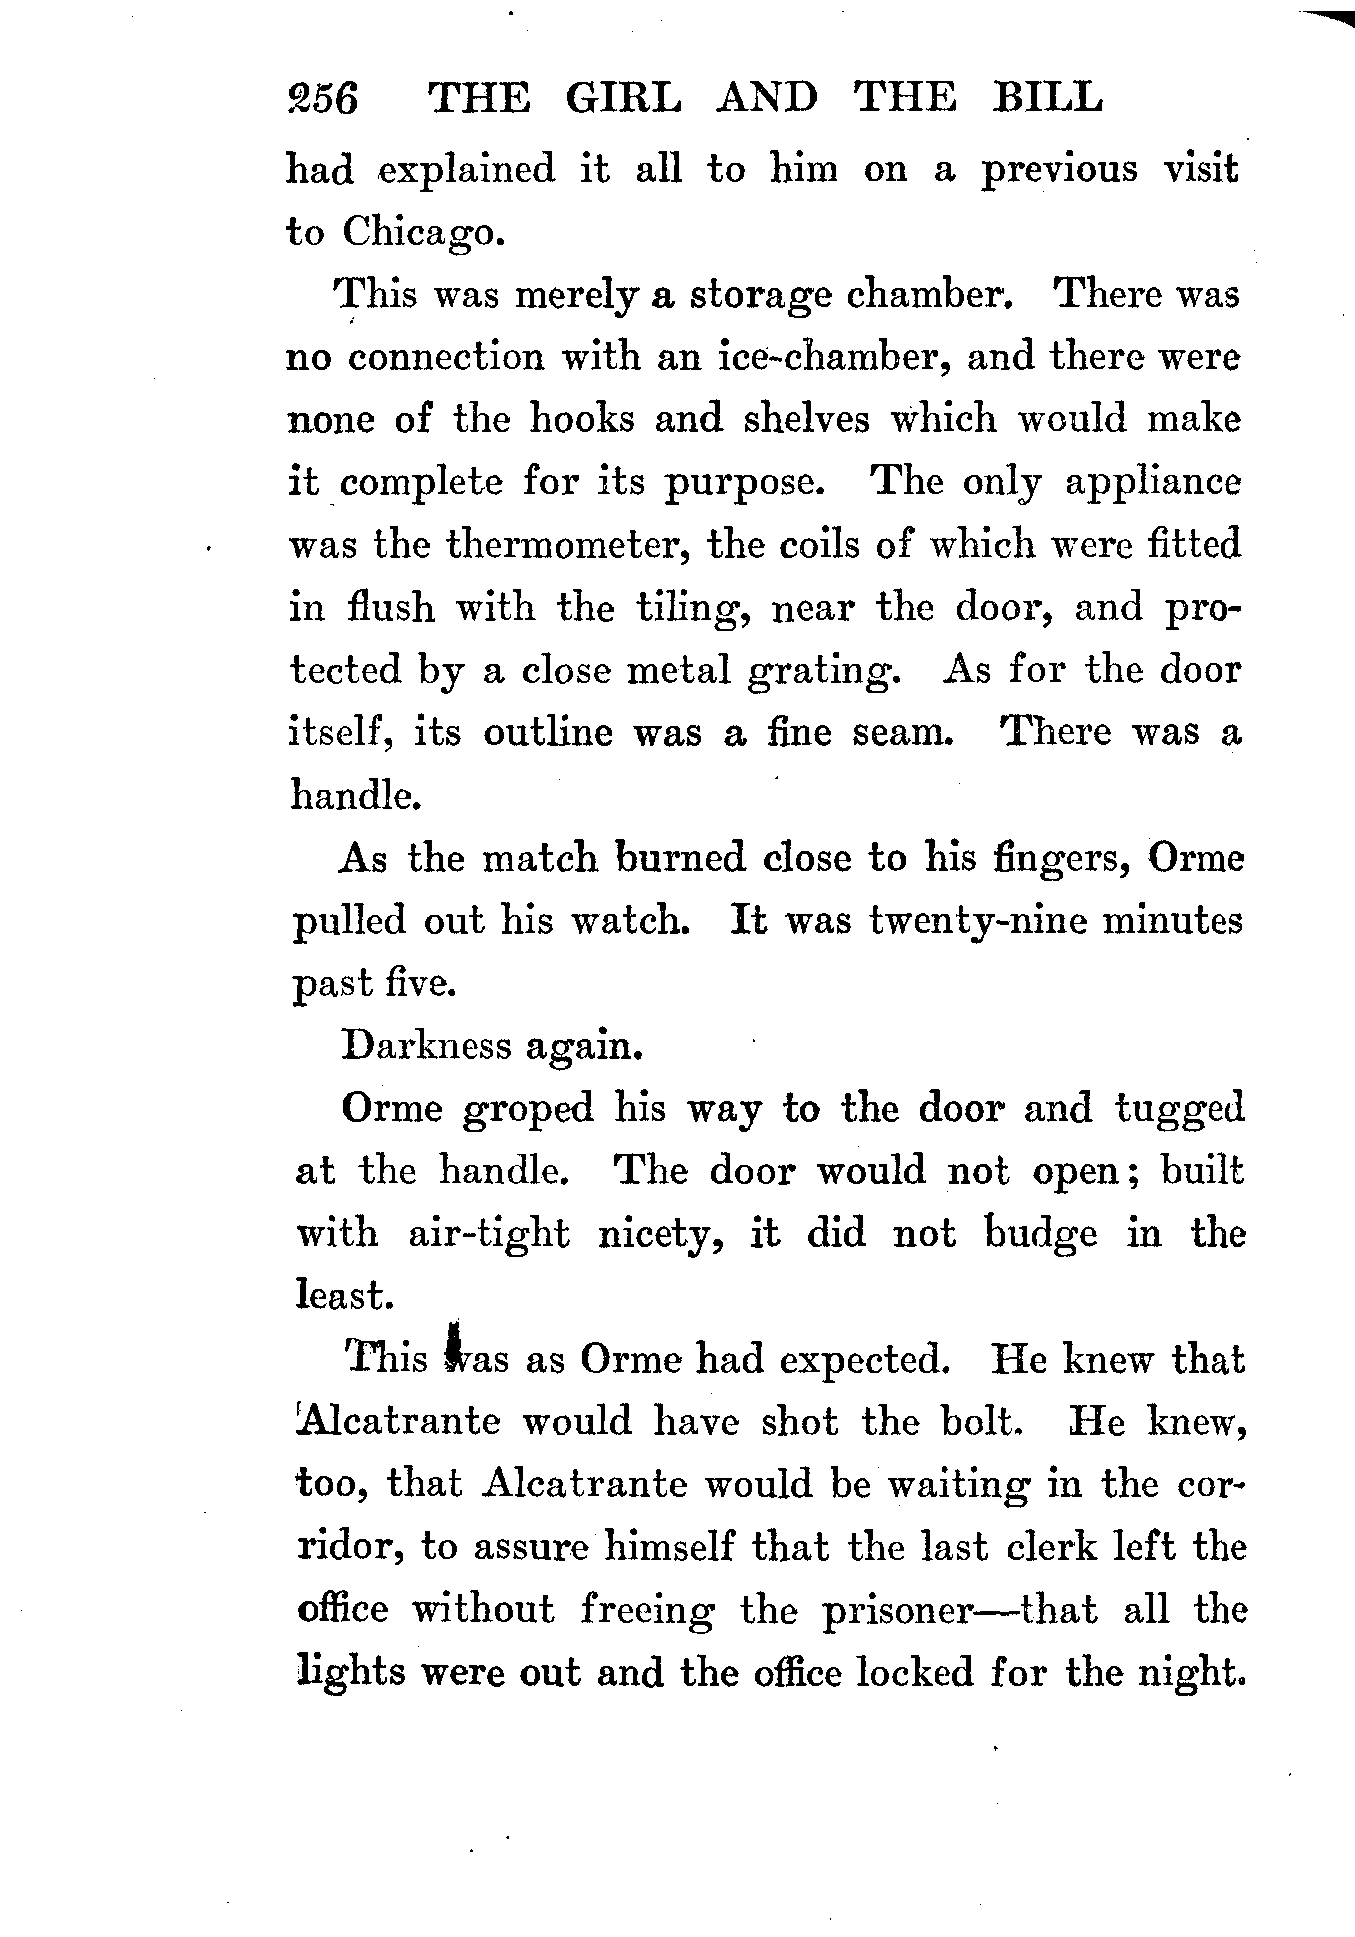 256 THE GIRL AND THE BILL
had explained it all to him on a previous visit
to Chicago.
This was merely a storage chamber. There was
no connection with an ice-chamber, and there were
none of the hooks and shelves which would make
it complete for its purpose. The only appliance
was the thermometer, the coils of which were fitted
in flush with the tiling, near the door, and pro-
tected by a close metal grating. As for the door
itself, its outline was a fine seam. There was a
handle.
As the match burned close to his fingers, Orme
pulled out his watch. It was twenty-nine minutes
past five.
Darkness again.
Orme groped his way to the door and tugged
at the handle. The door would not open; built
with air-tight nicety, it did not budge in the
least.
This was as Orme had expected. He knew that
Alcatrante would have shot the bolt. He knew,
too, that Alcatrante would be waiting in the cor-
ridor, to assure himself that the last clerk left the
office without freeing the prisoner—that all the
lights were out and the office locked for the night.